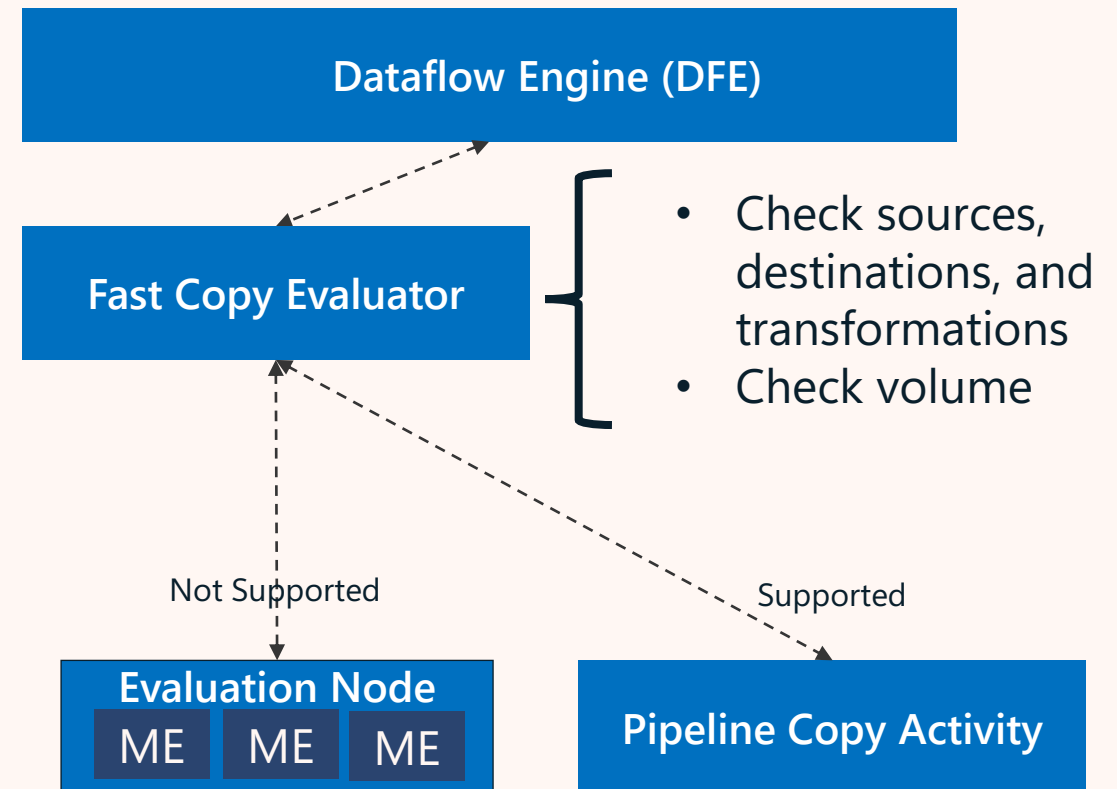 Dataflow Engine (DFE)
Fast Copy Evaluator
• Check sources,
destinations, and
transformations
• Check volume
Not Supported
Supported
Evaluation Node
ME ME ME
Pipeline Copy Activity